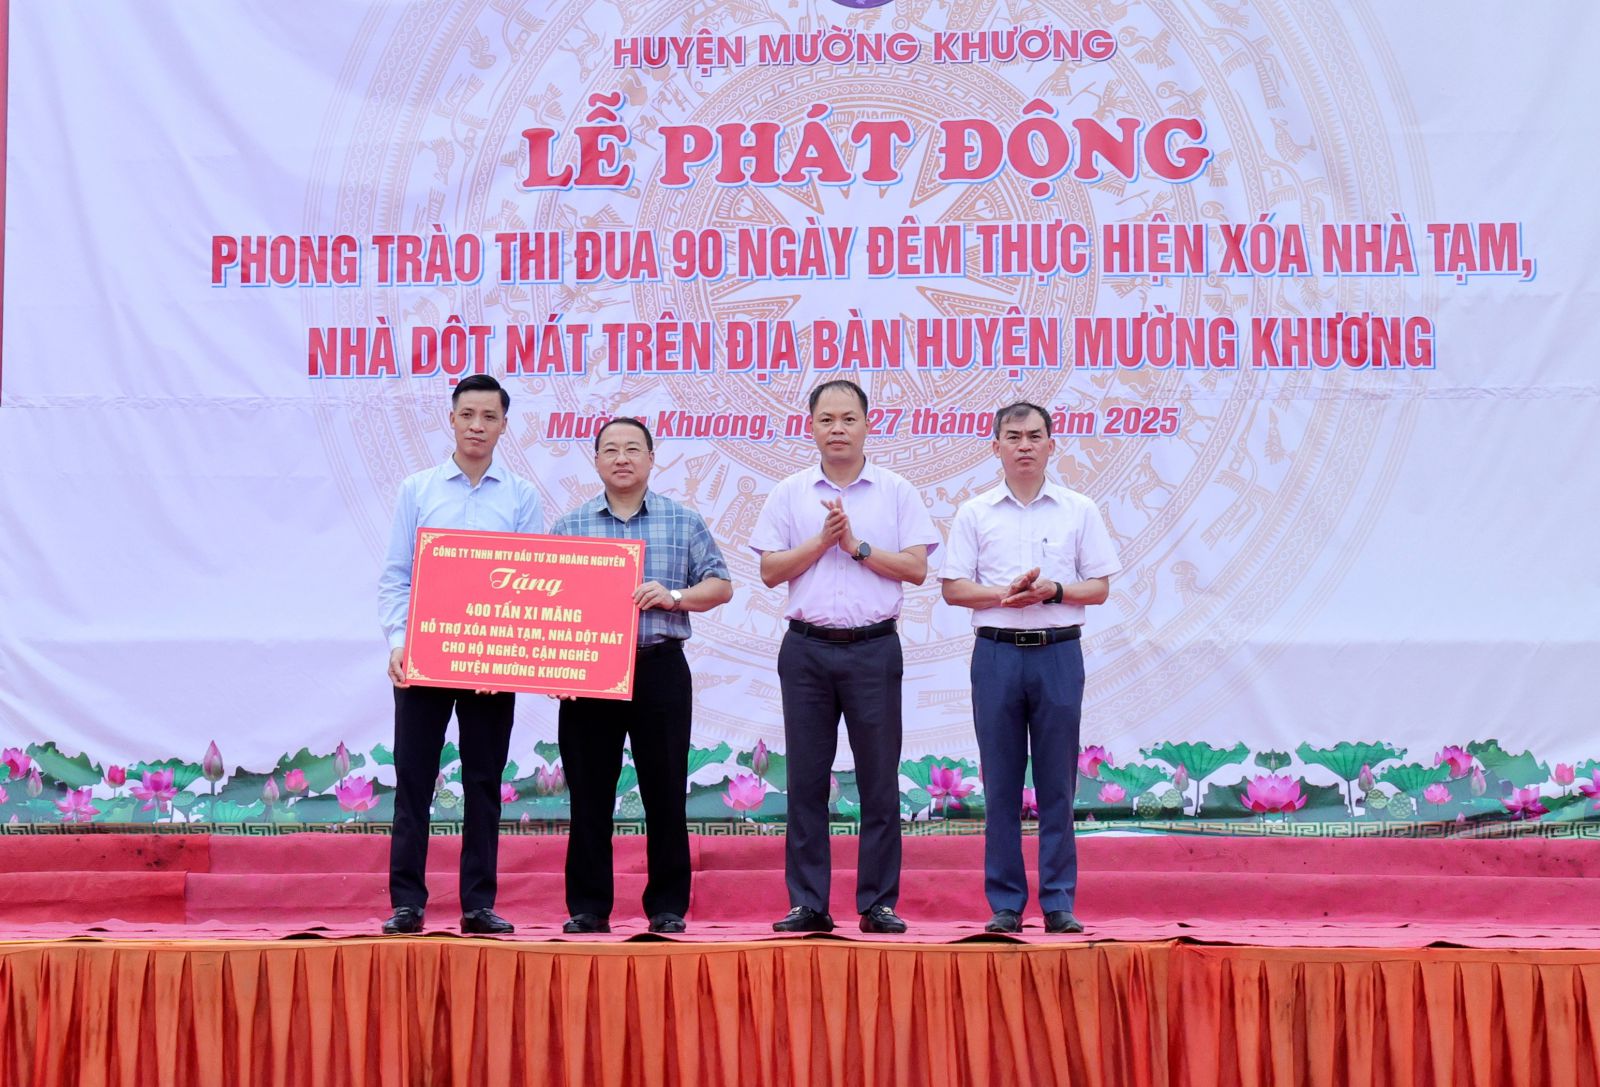 HUYỆN MƯỜNG KHƯƠNG
LỄ PHÁT ĐỘNG
PHONG TRÀO THI ĐUA 90 NGÀY ĐÊM THỰC HIỆN XÓA NHÀ TẠM,
NHÀ DỘT NÁT TRÊN ĐỊA BÀN HUYỆN MƯỜNG KHƯƠNG
Mường Khương, 27 tháng năm 2025
CÔNG TY TNHH MTV ĐẦU TƯ XD HOÀNG NGUYÊN
Tặng
400 TẤN XI MĂNG
HỖ TRỢ XÓA NHÀ TẠM, NHÀ DỘT NÁT
CHO HỘ NGHÈO, CẬN NGHÈO
HUYỆN MƯỜNG KHƯƠNG